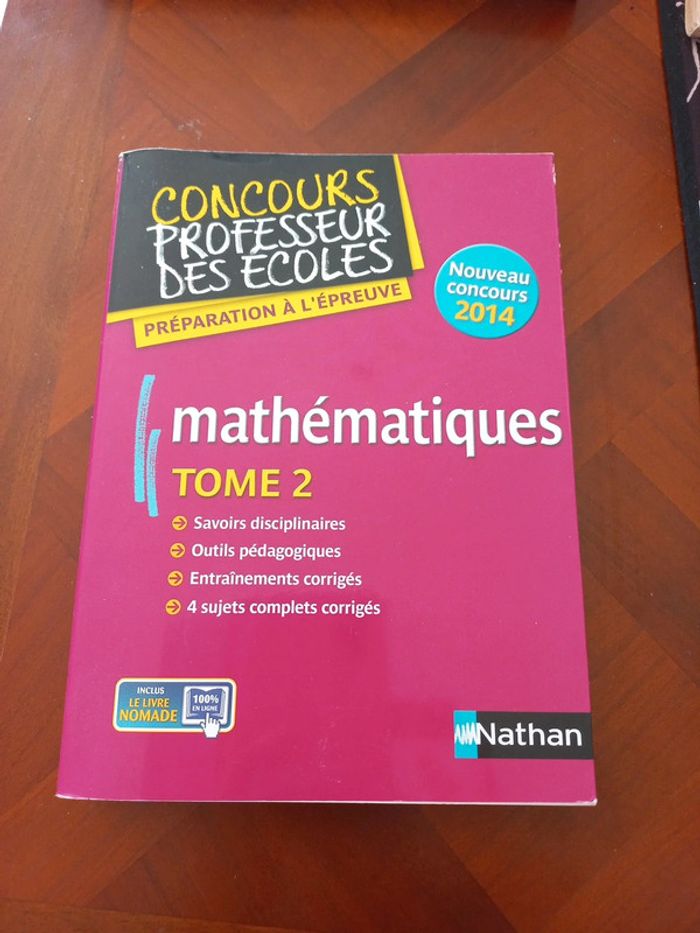 CONCOURS
PROFESSEUR
DES ECOLES
PRÉPARATION À L'ÉPREUVE
Nouveau
concours
2014
mathématiques
TOME 2
Savoirs disciplinaires
Outils pédagogiques
Entraînements corrigés
4 sujets complets corrigés
INCLUS
LE LIVRE
NOMADE
100%
EN LIGNE
Nathan